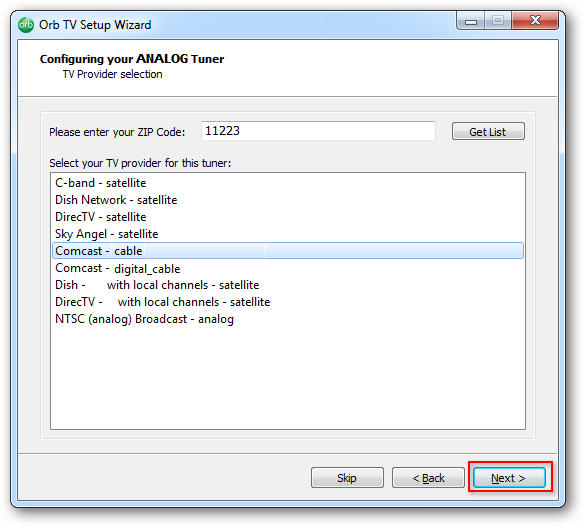 orb Orb TV Setup Wizard
Configuring your ANALOG Tuner
TV Provider selection
Please enter your ZIP Code: 11223 Get List
Select your TV provider for this tuner:
C-band - satellite
Dish Network - satellite
DirecTV - satellite
Sky Angel - satellite
Comcast - cable
Comcast - digital_cable
Dish - with local channels - satellite
DirecTV - with local channels - satellite
NTSC (analog) Broadcast - analog
Skip < Back Next >